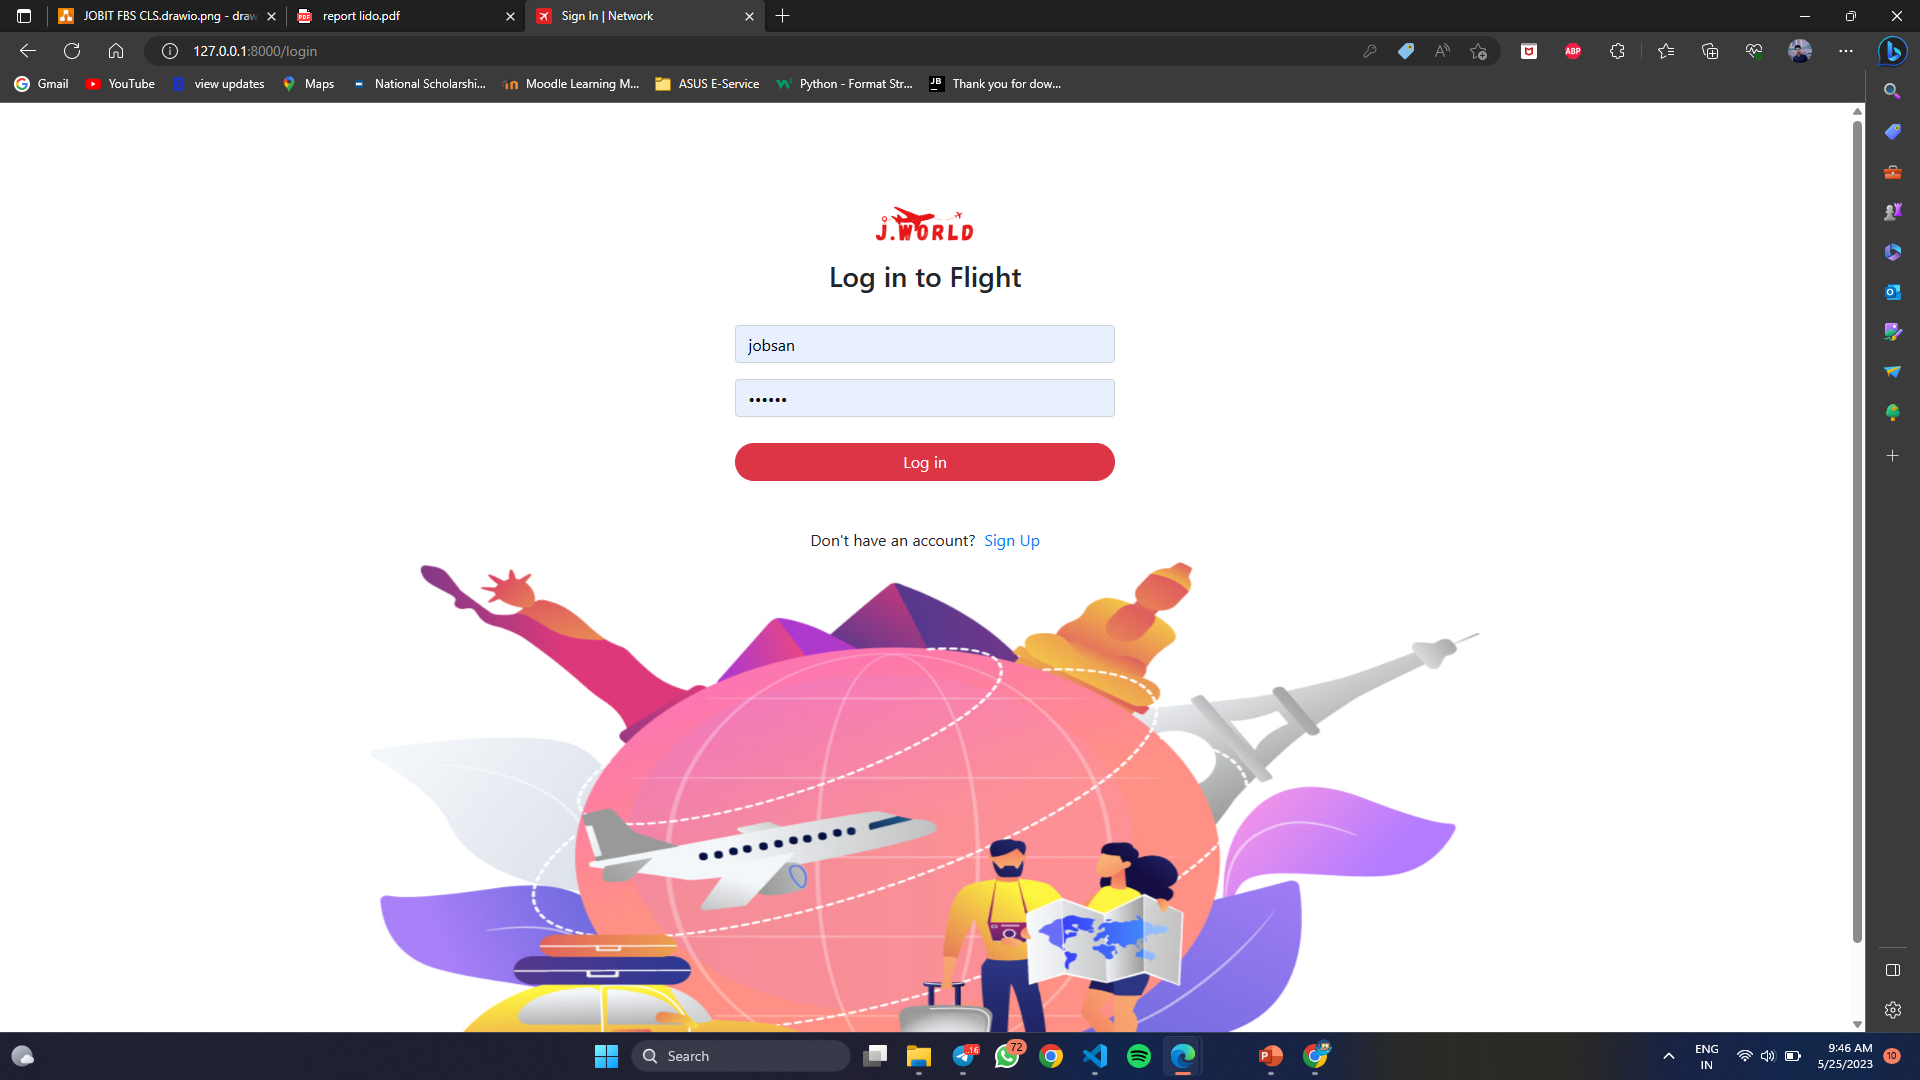 JOBIT FBS CLS.drawio.png - draw
report lido.pdf
Sign In | Network
127.0.0.1:8000/login
ABP
Gmail
YouTube
view updates
Maps
National Scholarshi...
Moodle Learning M...
ASUS E-Service
Python - Format Str...
JB
Thank you for dow...
J.WORLD
Log in to Flight
jobsan
••••••
Log in
Don't have an account? Sign Up
Search
16
72
ENG
IN
9:46 AM
5/25/2023
10